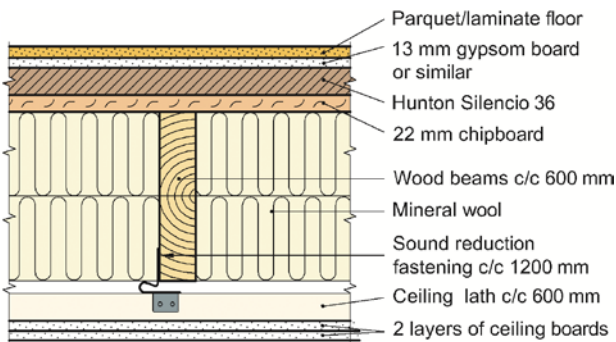 Parquet/laminate floor
13 mm gypsom board
or similar
Hunton Silencio 36
22 mm chipboard
Wood beams c/c 600 mm
Mineral wool
Sound reduction
fastening c/c 1200 mm
Ceiling lath c/c 600 mm
2 layers of ceiling boards